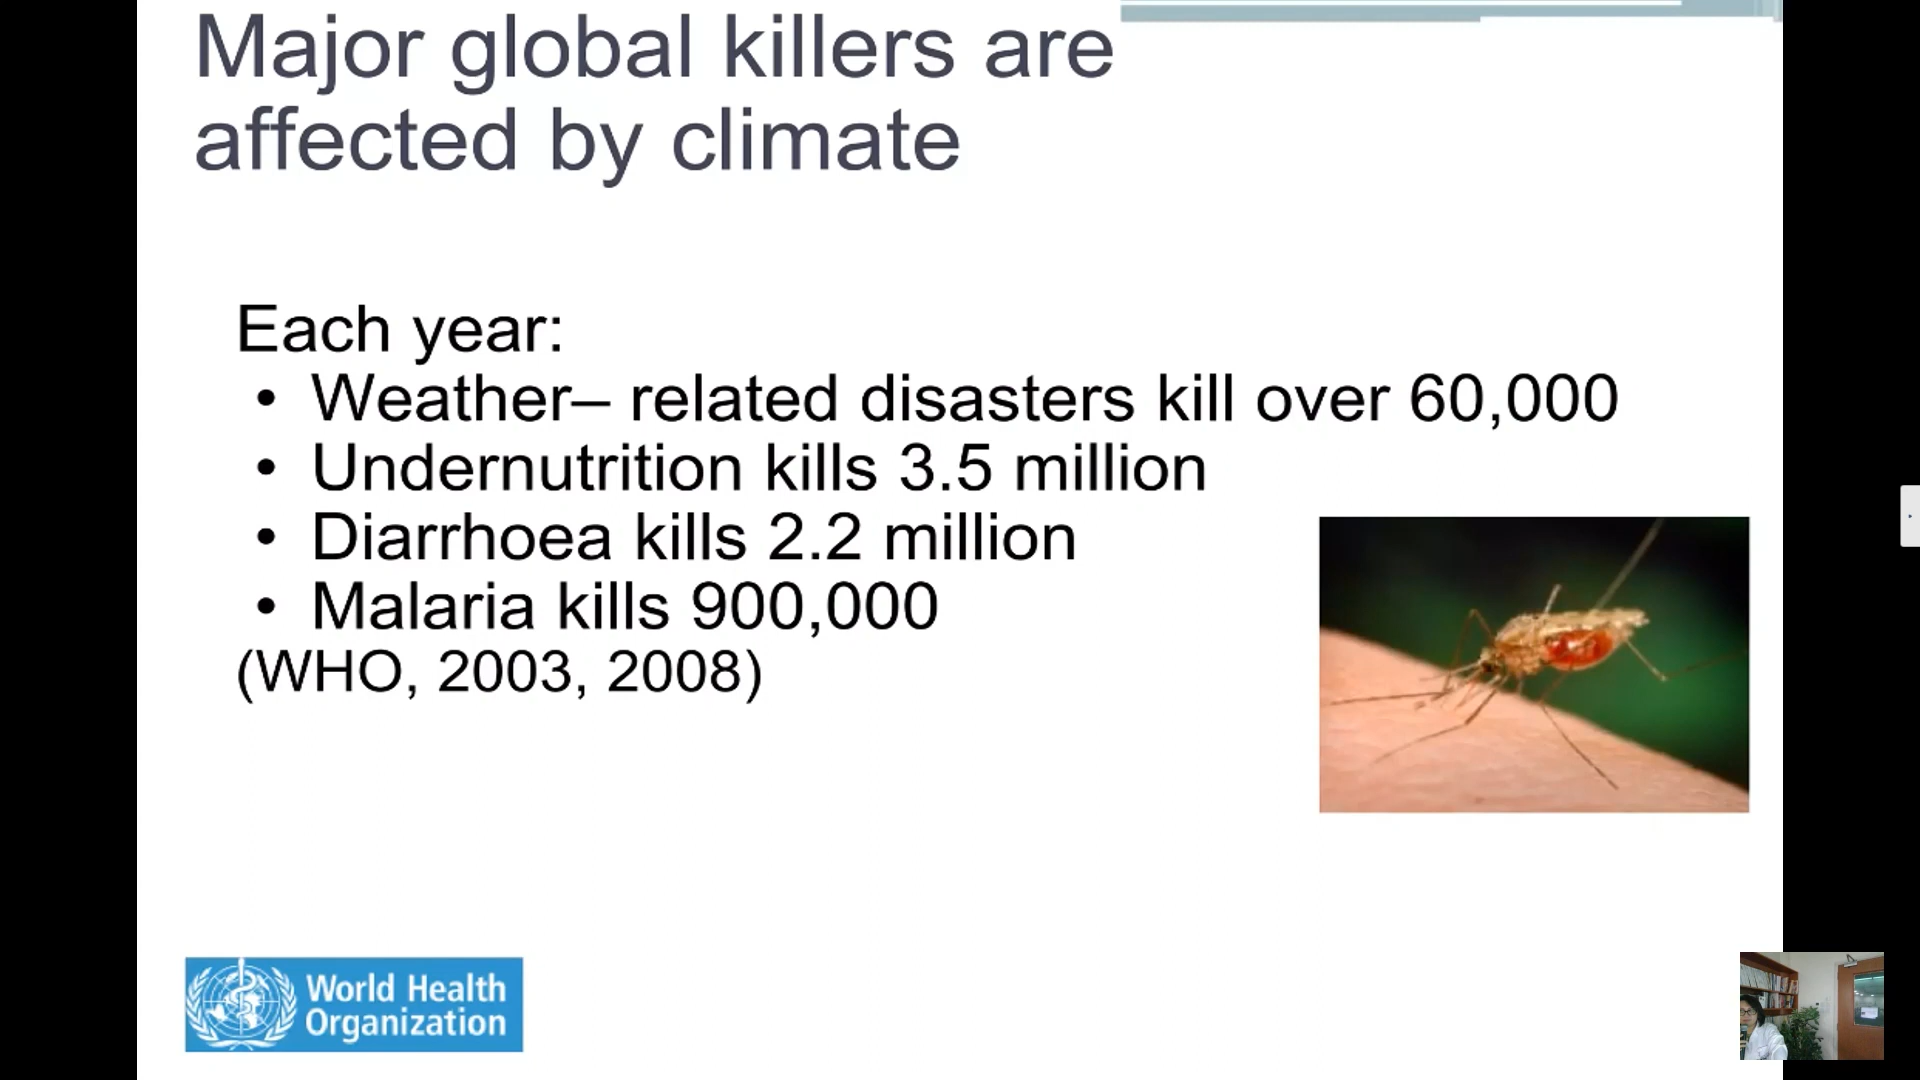 Major global killers are
affected by climate
Each year:
• Weather– related disasters kill over 60,000
• Undernutrition kills 3.5 million
• Diarrhoea kills 2.2 million
• Malaria kills 900,000
(WHO, 2003, 2008)
World Health
Organization